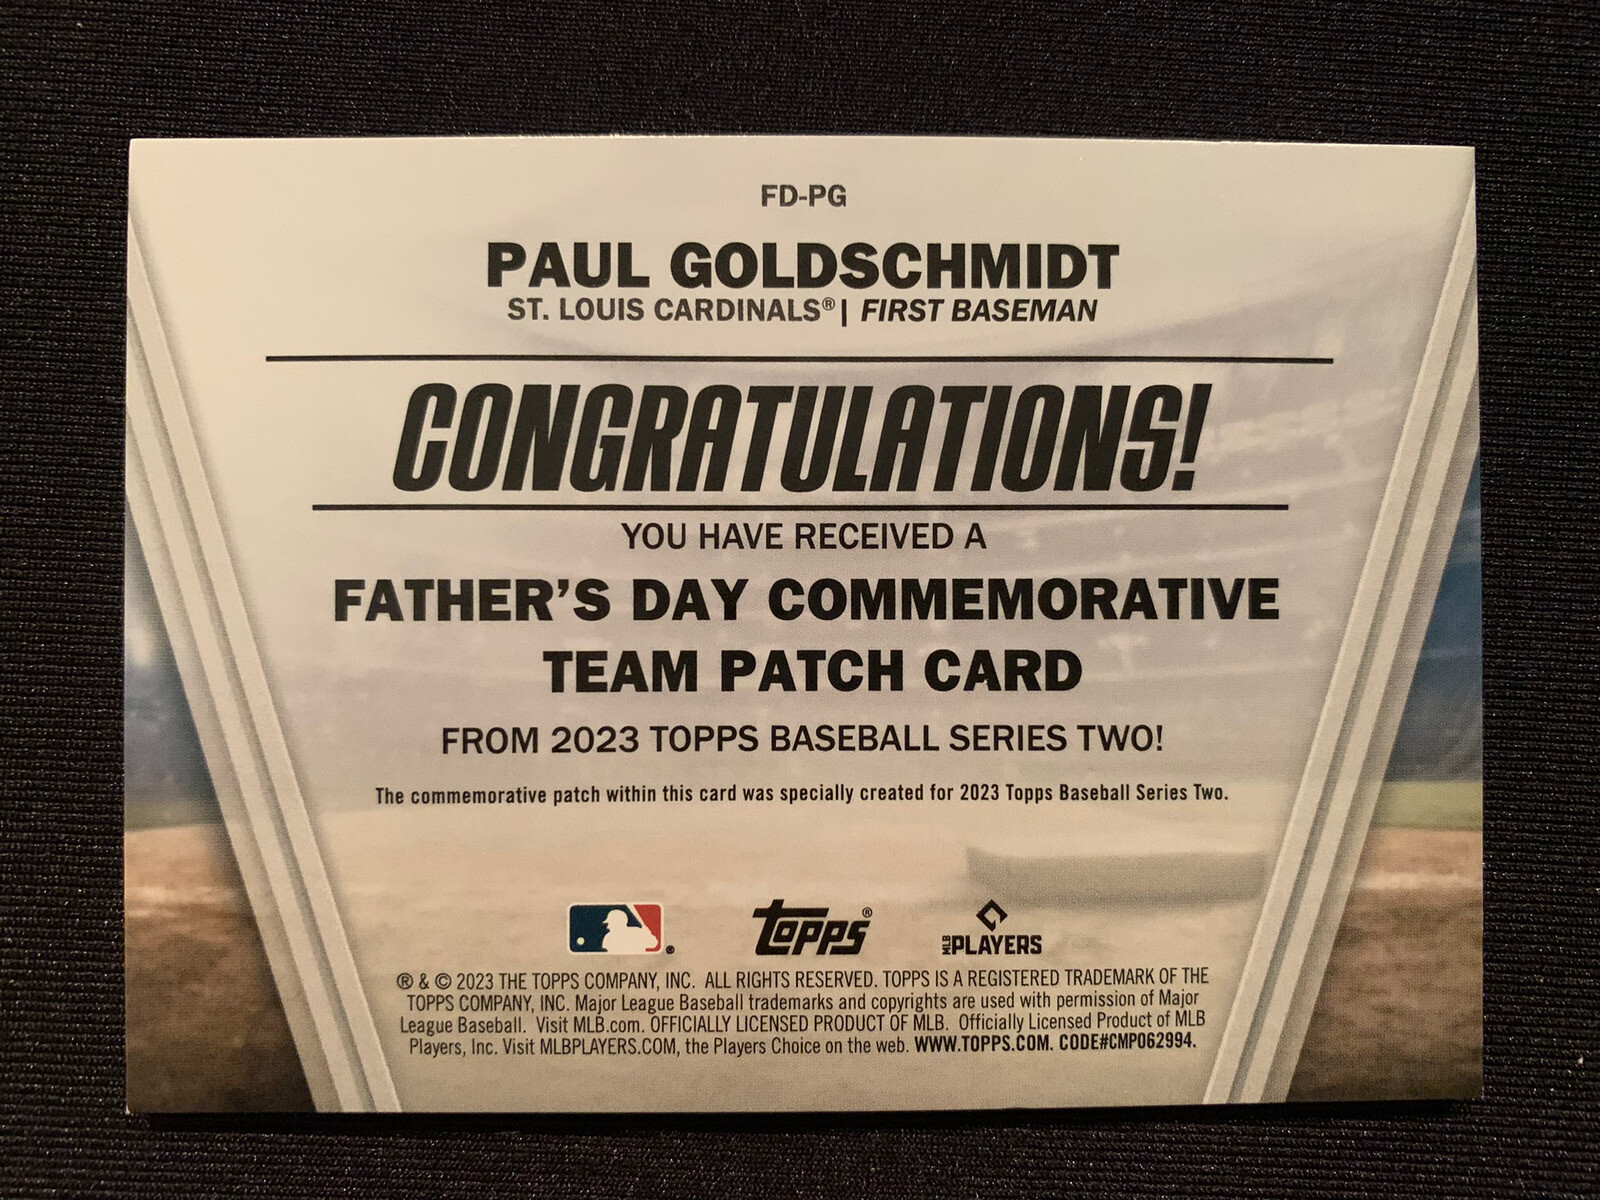 FD-PG
PAUL GOLDSCHMIDT
ST. LOUIS CARDINALS® | FIRST BASEMAN
CONGRATULATIONS!
YOU HAVE RECEIVED A
FATHER'S DAY COMMEMORATIVE
TEAM PATCH CARD
FROM 2023 TOPPS BASEBALL SERIES TWO!
The commemorative patch within this card was specially created for 2023 Topps Baseball Series Two.
® topps® MLB PLAYERS
® & © 2023 THE TOPPS COMPANY, INC. ALL RIGHTS RESERVED. TOPPS IS A REGISTERED TRADEMARK OF THE
TOPPS COMPANY, INC. Major League Baseball trademarks and copyrights are used with permission of Major
League Baseball. Visit MLB.com. OFFICIALLY LICENSED PRODUCT OF MLB. Officially Licensed Product of MLB
Players, Inc. Visit MLBPLAYERS.COM, the Players Choice on the web. WWW.TOPPS.COM. CODE#CMP062994.